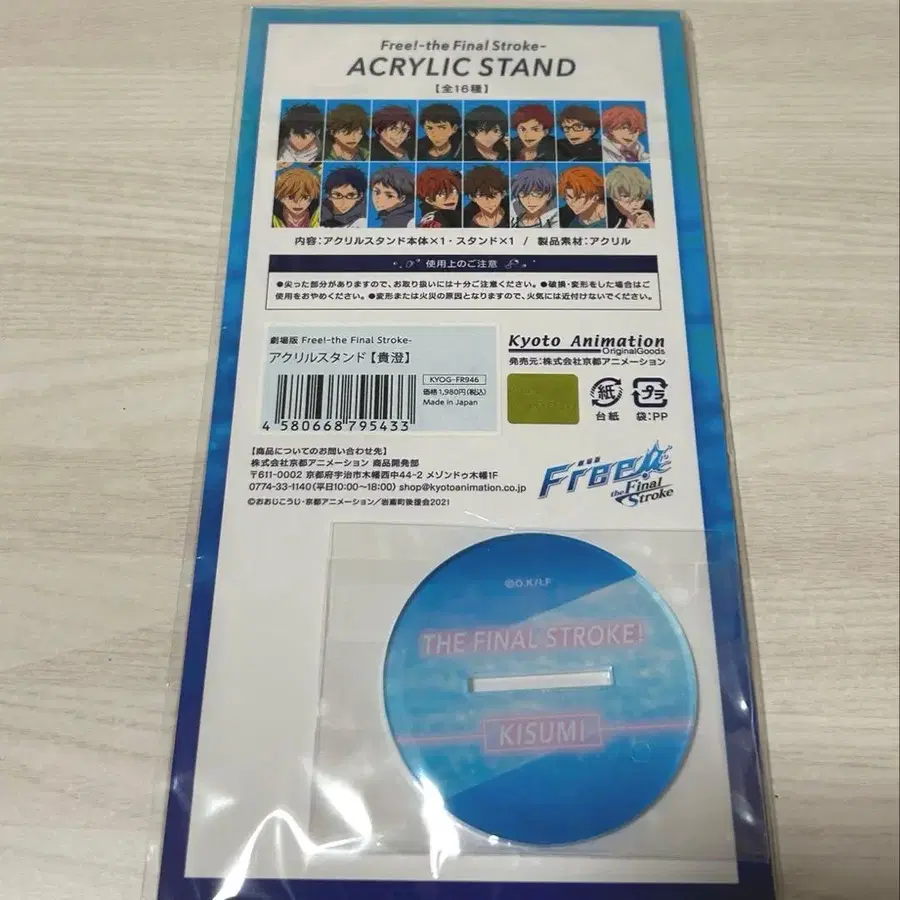 Free!-the Final Stroke-
ACRYLIC STAND
【全16種】
内容:アクリルスタンド本体×1・スタンド×1 / 製品素材:アクリル
使用上のご注意
●尖った部分がありますので、お取り扱いには十分ご注意ください。●破損・変形をした場合はご
使用をおやめください。●変形または火災の原因となりますので、火気には近付けないでください。
劇場版 Free!-the Final Stroke-
アクリルスタンド【貴澄】
KYOG-FR946
価格1,980円(税込)
Made in Japan
4 580668 795433
Kyoto Animation
OriginalGoods
発売元:株式会社京都アニメーション
紙
台紙
プラ
袋:PP
【商品についてのお問い合わせ先】
株式会社京都アニメーション 商品開発部
〒611-0002 京都府宇治市木幡西中44-2 メゾンドゥ木幡1F
0774-33-1140(平日10:00~18:00) shop@kyotoanimation.co.jp
©おおじこうじ・京都アニメーション/岩鳶町後援会2021
劇場版
Free!
the Final
Stroke
©O.K/I.F
THE FINAL STROKE!
KISUMI